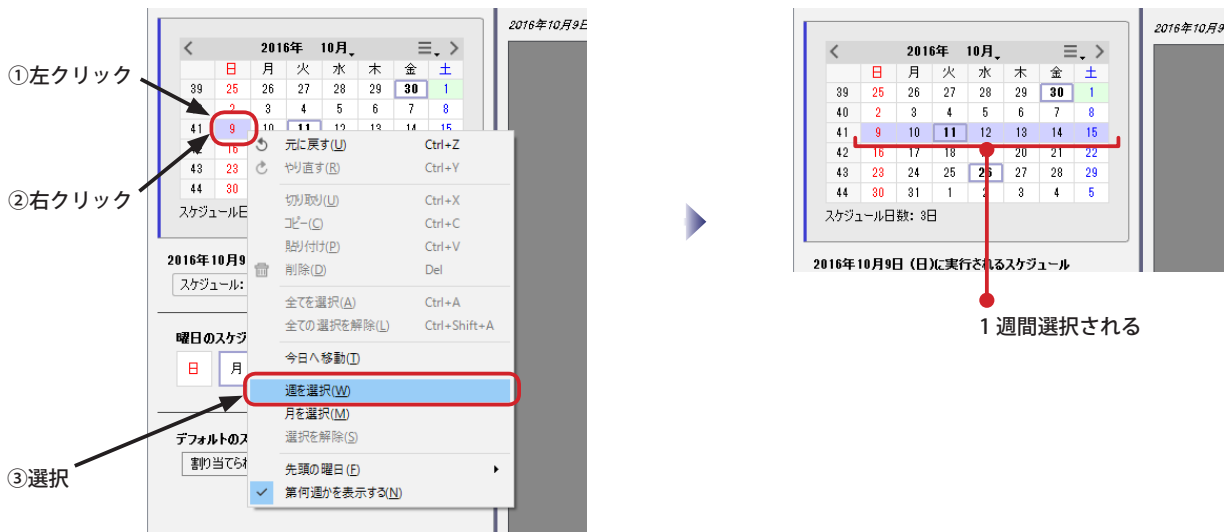 2016年10月9日
2016年 10月
日 月 火 水 木 金 土
39 25 26 27 28 29 30 1
2 3 4 5 6 7 8
41 9 10 11 12 13 14 15
16
43 23
44 30
スケジュール日
2016年10月9
スケジュール:
曜日のスケジ
日 月
デフォルトのス
割り当てられ
①左クリック
②右クリック
③選択
元に戻す(U) Ctrl+Z
やり直す(R) Ctrl+Y
切り取り(U) Ctrl+X
コピー(C) Ctrl+C
貼り付け(P) Ctrl+V
削除(D) Del
全てを選択(A) Ctrl+A
全ての選択を解除(L) Ctrl+Shift+A
今日へ移動(T)
週を選択(W)
月を選択(M)
選択を解除(S)
先頭の曜日(F)
第何週かを表示する(N)
2016年10月9
2016年 10月
日 月 火 水 木 金 土
39 25 26 27 28 29 30 1
40 2 3 4 5 6 7 8
41 9 10 11 12 13 14 15
42 16 17 18 19 20 21 22
43 23 24 25 26 27 28 29
44 30 31 1 2 3 4 5
スケジュール日数: 3日
2016年10月9日 (日)に実行されるスケジュール
1 週間選択される